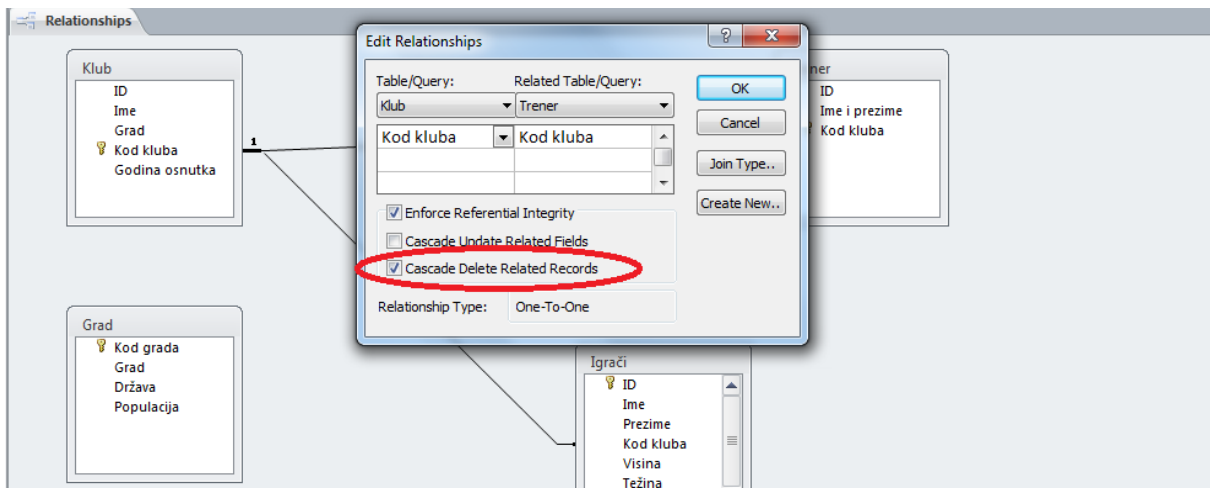 Relationships
Klub
ID
Ime
Grad
Kod kluba
Godina osnutka
1
Edit Relationships
?
Table/Query:
Related Table/Query:
Klub
Trener
Kod kluba
Kod kluba
Enforce Referential Integrity
Cascade Update Related Fields
Cascade Delete Related Records
Relationship Type:
One-To-One
OK
Cancel
Join Type..
Create New..
ner
ID
Ime i prezime
Kod kluba
Grad
Kod grada
Grad
Država
Populacija
Igrači
ID
Ime
Prezime
Kod kluba
Visina
Težina